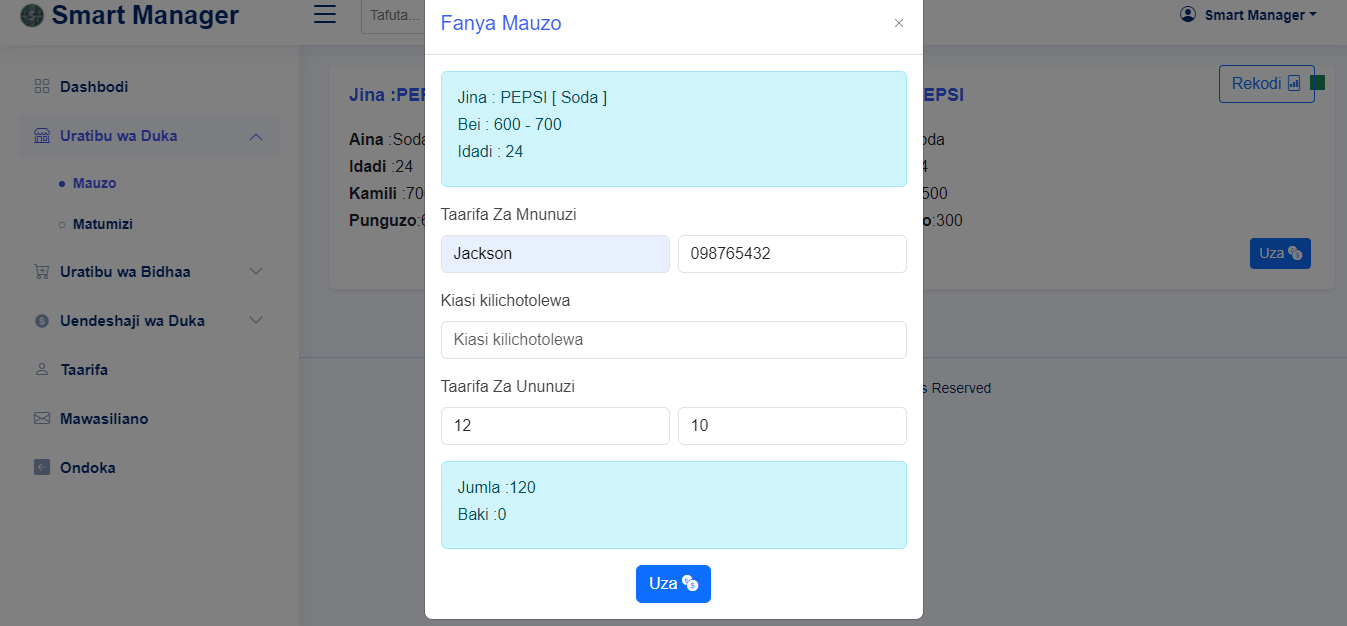 Smart Manager
Tafuta...
Smart Manager
Dashbodi
Uratibu wa Duka
Mauzo
Matumizi
Uratibu wa Bidhaa
Uendeshaji wa Duka
Taarifa
Mawasiliano
Ondoka
Jina :PE
Aina :Soda
Idadi :24
Kamili :70
Punguzo:
Fanya Mauzo
×
Jina : PEPSI [ Soda ]
Bei : 600 - 700
Idadi : 24
Taarifa Za Mnunuzi
Jackson
098765432
Kiasi kilichotolewa
Kiasi kilichotolewa
Taarifa Za Ununuzi
12
10
Jumla :120
Baki :0
Uza
EPSI
Rekodi
oda
4
500
o:300
Uza
s Reserved